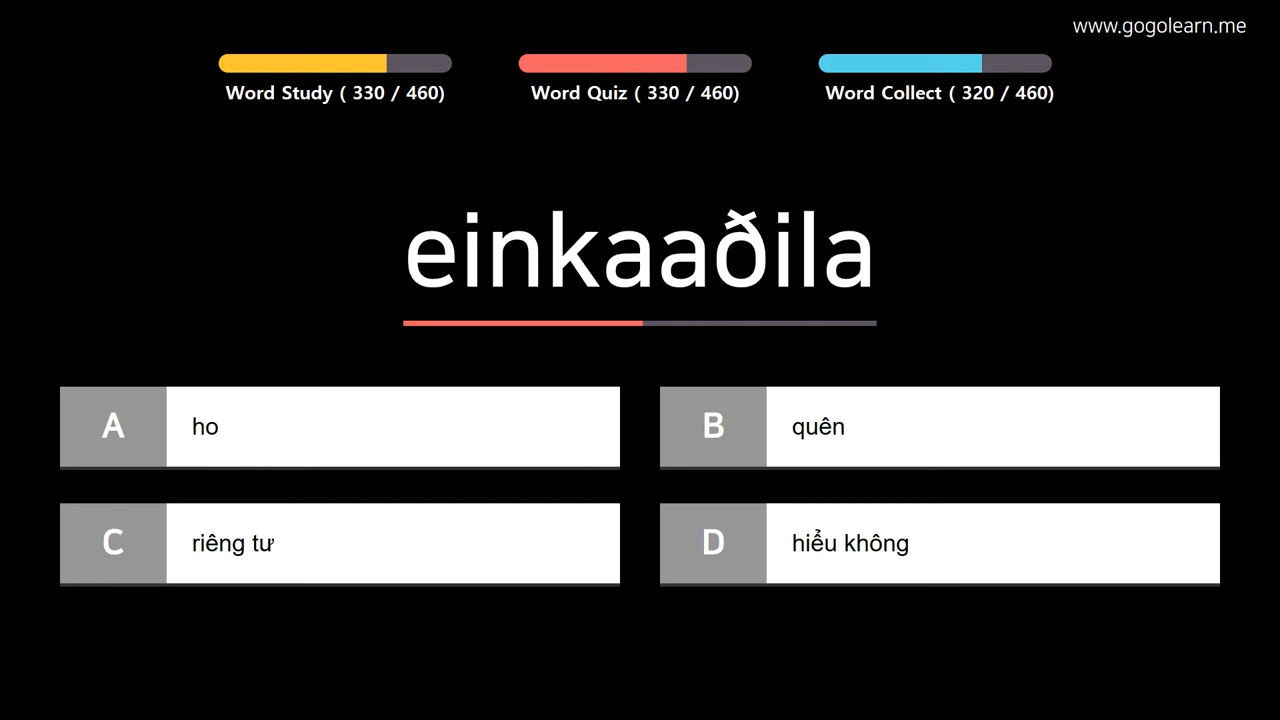 www.gogolearn.me
Word Study ( 330 / 460)
Word Quiz ( 330 / 460)
Word Collect ( 320 / 460)
einkaaðila
A ho
B quên
C riêng tư
D hiểu không